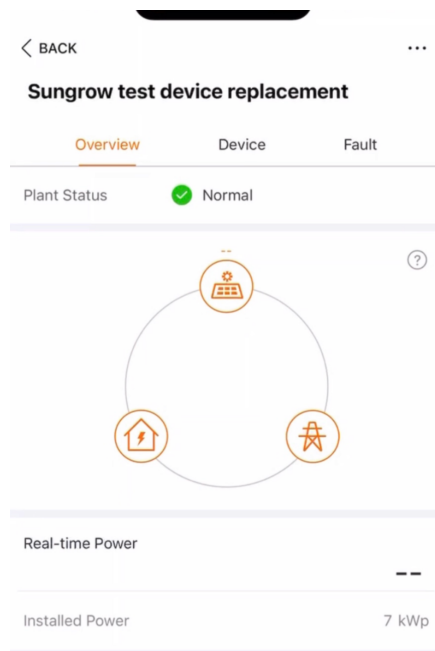 BACK
...
Sungrow test device replacement
Overview Device Fault
Plant Status Normal
--
?
Real-time Power
--
Installed Power 7 kWp